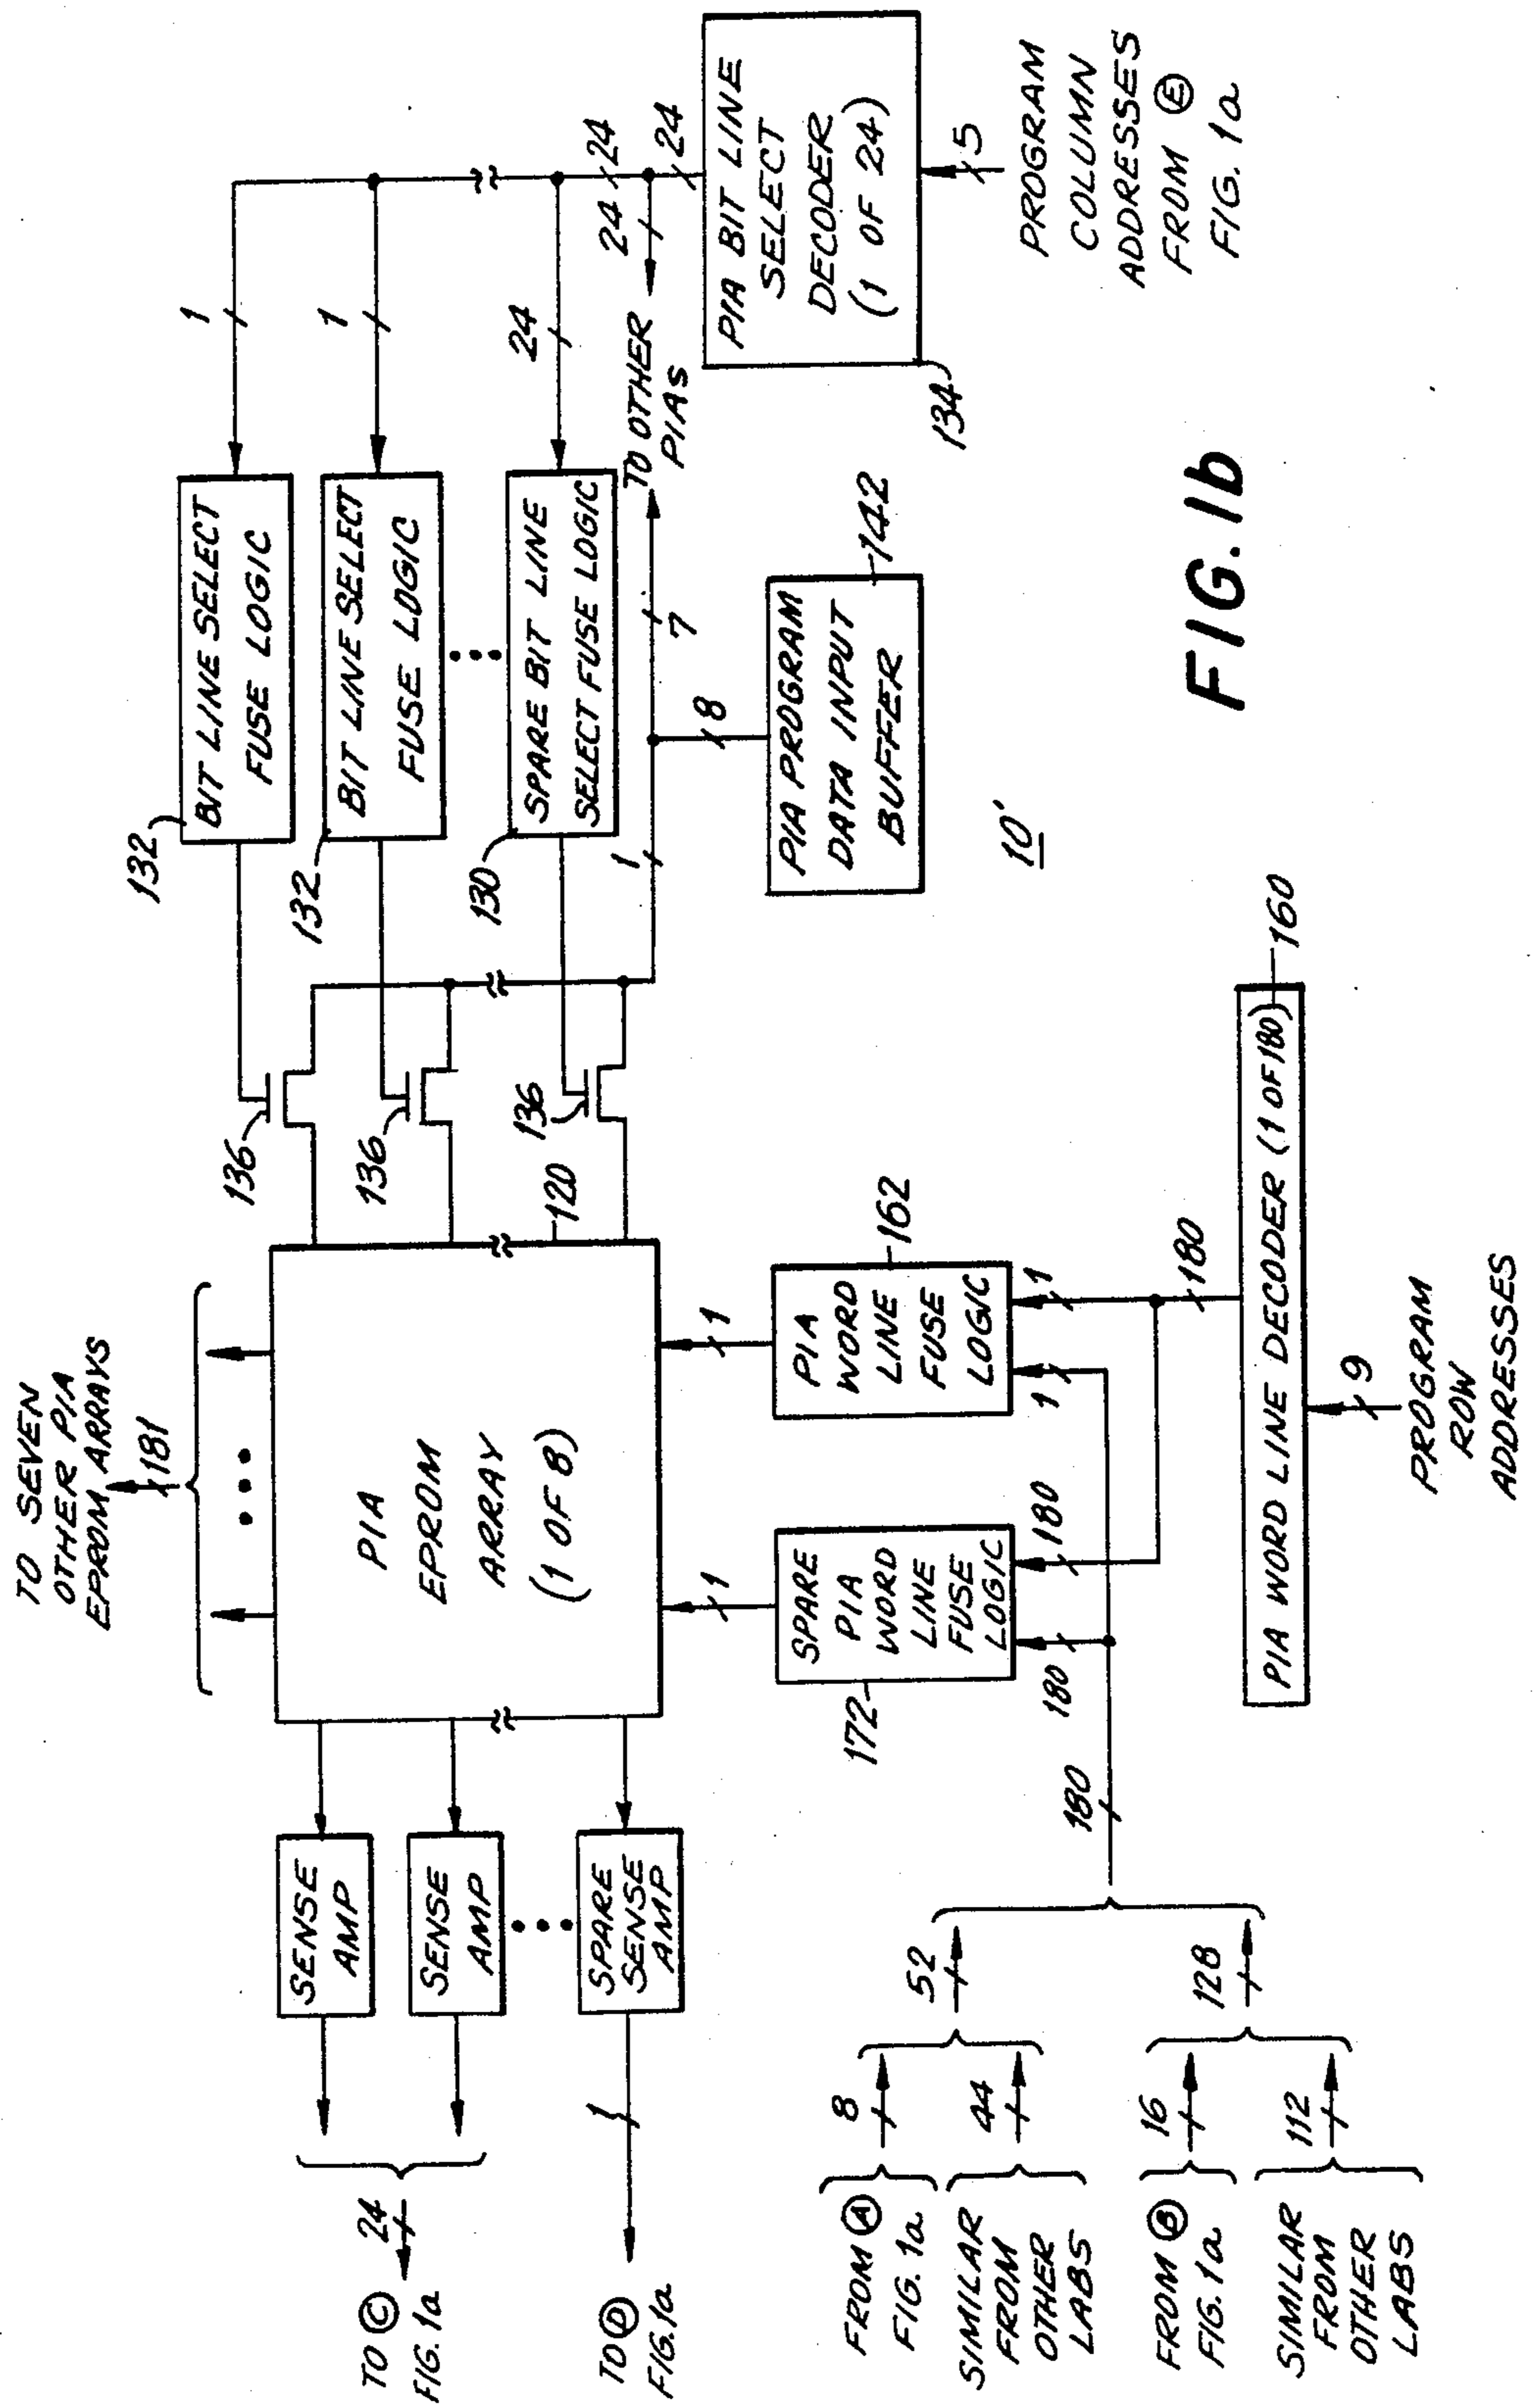 TO SEVEN
OTHER PIA
EPROM ARRAYS
181
TO Ⓒ
FIG. 1a
24
TO Ⓓ
FIG. 1a
1
SENSE
AMP
SENSE
AMP
SPARE
SENSE
AMP
PIA
EPROM
ARRAY
(1 OF 8)
120
136
136
136
132
BIT LINE SELECT
FUSE LOGIC
132
BIT LINE SELECT
FUSE LOGIC
130
SPARE BIT LINE
SELECT FUSE LOGIC
1
1
24
24
24
24
TO OTHER
PIAs
7
1
8
PIA PROGRAM
DATA INPUT
BUFFER
142
PIA BIT LINE
SELECT
DECODER
(1 OF 24)
134
5
PROGRAM
COLUMN
ADDRESSES
FROM Ⓔ
FIG. 1a
FROM Ⓐ
FIG. 1a
8
SIMILAR
FROM
OTHER
LABS
44
52
FROM Ⓑ
FIG. 1a
16
SIMILAR
FROM
OTHER
LABS
112
128
180
1
SPARE
PIA
WORD
LINE
FUSE
LOGIC
172
180
180
1
PIA
WORD
LINE
FUSE
LOGIC
162
1
1
180
PIA WORD LINE DECODER (1 OF 180)
160
9
PROGRAM
ROW
ADDRESSES
10'
FIG. 1b